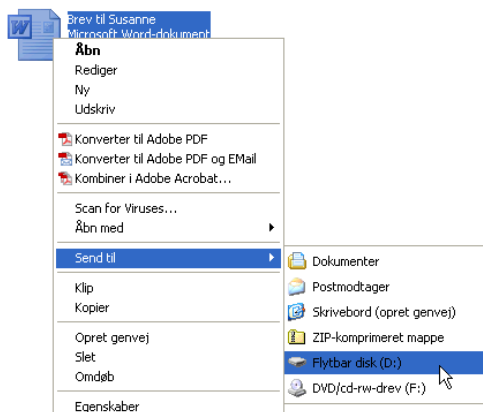 Brev til Susanne
Microsoft Word-dokument
Åbn
Rediger
Ny
Udskriv
Konverter til Adobe PDF
Konverter til Adobe PDF og EMail
Kombiner i Adobe Acrobat...
Scan for Viruses...
Åbn med
Send til
Klip
Kopier
Opret genvej
Slet
Omdøb
Egenskaber
Dokumenter
Postmodtager
Skrivebord (opret genvej)
ZIP-komprimeret mappe
Flytbar disk (D:)
DVD/cd-rw-drev (F:)